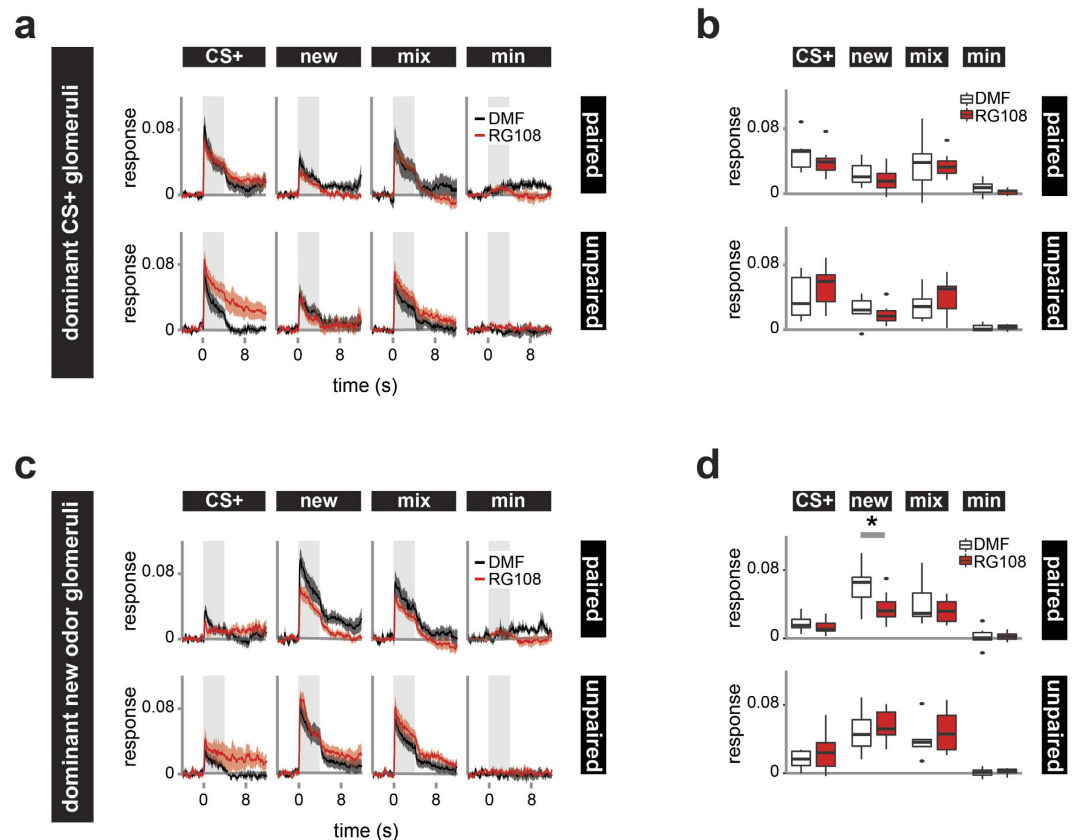 a
CS+ new mix min
dominant CS+ glomeruli
response
0.08
0
DMF
RG108
paired
response
0.08
0
unpaired
0 8 0 8 0 8 0 8
time (s)
b
CS+ new mix min
response
0.08
0
DMF
RG108
paired
response
0.08
0
unpaired
c
CS+ new mix min
dominant new odor glomeruli
response
0.08
0
DMF
RG108
paired
response
0.08
0
unpaired
0 8 0 8 0 8 0 8
time (s)
d
CS+ new mix min
*
response
0.08
0
DMF
RG108
paired
response
0.08
0
unpaired